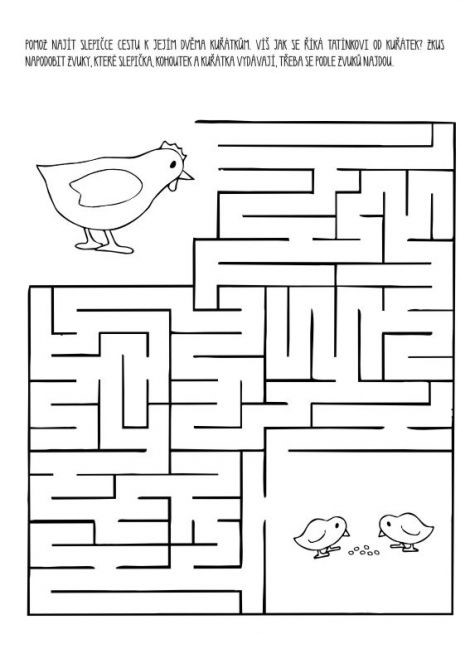 POMOZ NAJÍT SLEPIČCE CESTU K JEJÍM DVĚMA KUŘÁTKŮM. VÍŠ JAK SE ŘÍKÁ TATÍNKOVI OD KUŘÁTEK? ZKUS
NAPODOBIT ZVUKY, KTERÉ SLEPIČKA, KOHOUTEK A KUŘÁTKA VYDÁVAJÍ, TŘEBA SE PODLE ZVUKŮ NAJDOU.